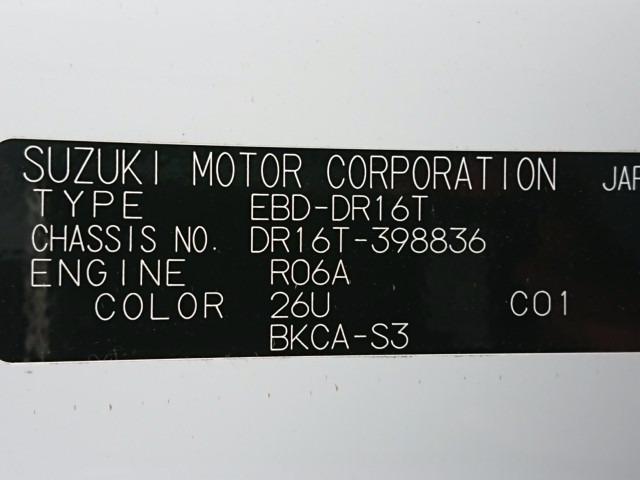 SUZUKI MOTOR CORPORATION JAP
TYPE EBD-DR16T
CHASSIS NO. DR16T-398836
ENGINE R06A
COLOR 26U C01
BKCA-S3